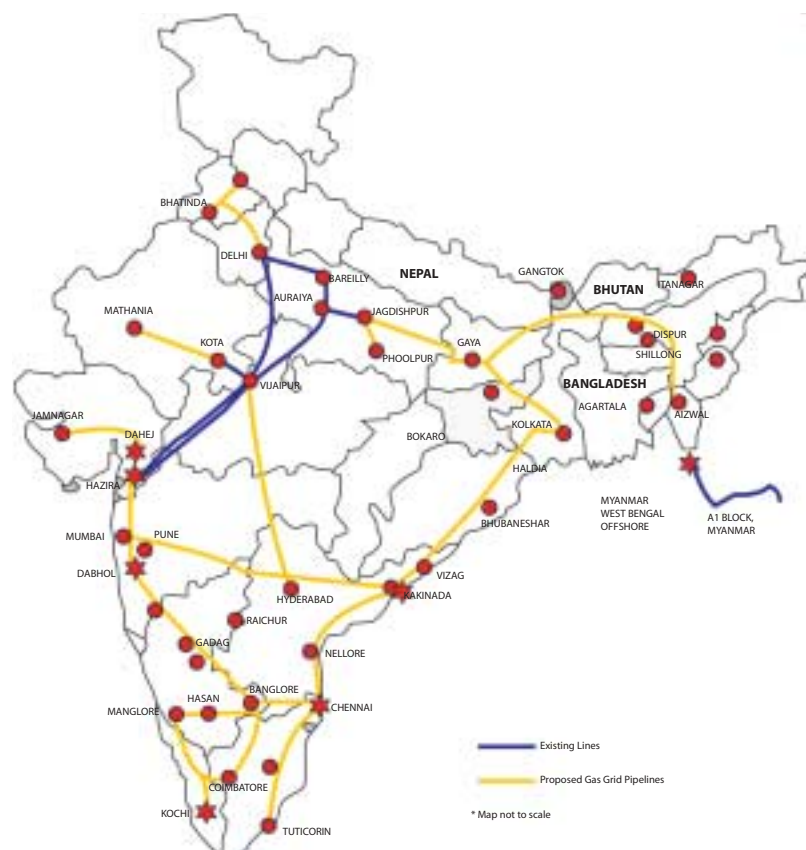 BHATINDA
DELHI
BAREILLY
NEPAL
GANGTOK
BHUTAN
ITANAGAR
AURAIYA
JAGDISHPUR
MATHANIA
KOTA
GAYA
DISPUR
SHILLONG
PHOOLPUR
VIJAIPUR
BANGLADESH
JAMNAGAR
AGARTALA
AIZWAL
DAHEJ
BOKARO
KOLKATA
HAZIRA
HALDIA
MYANMAR
WEST BENGAL
OFFSHORE
A1 BLOCK,
MYANMAR
BHUBANESHAR
MUMBAI
PUNE
DABHOL
VIZAG
HYDERABAD
KAKINADA
RAICHUR
GADAG
NELLORE
BANGLORE
HASAN
MANGLORE
CHENNAI
Existing Lines
Proposed Gas Grid Pipelines
COIMBATORE
KOCHI
* Map not to scale
TUTICORIN